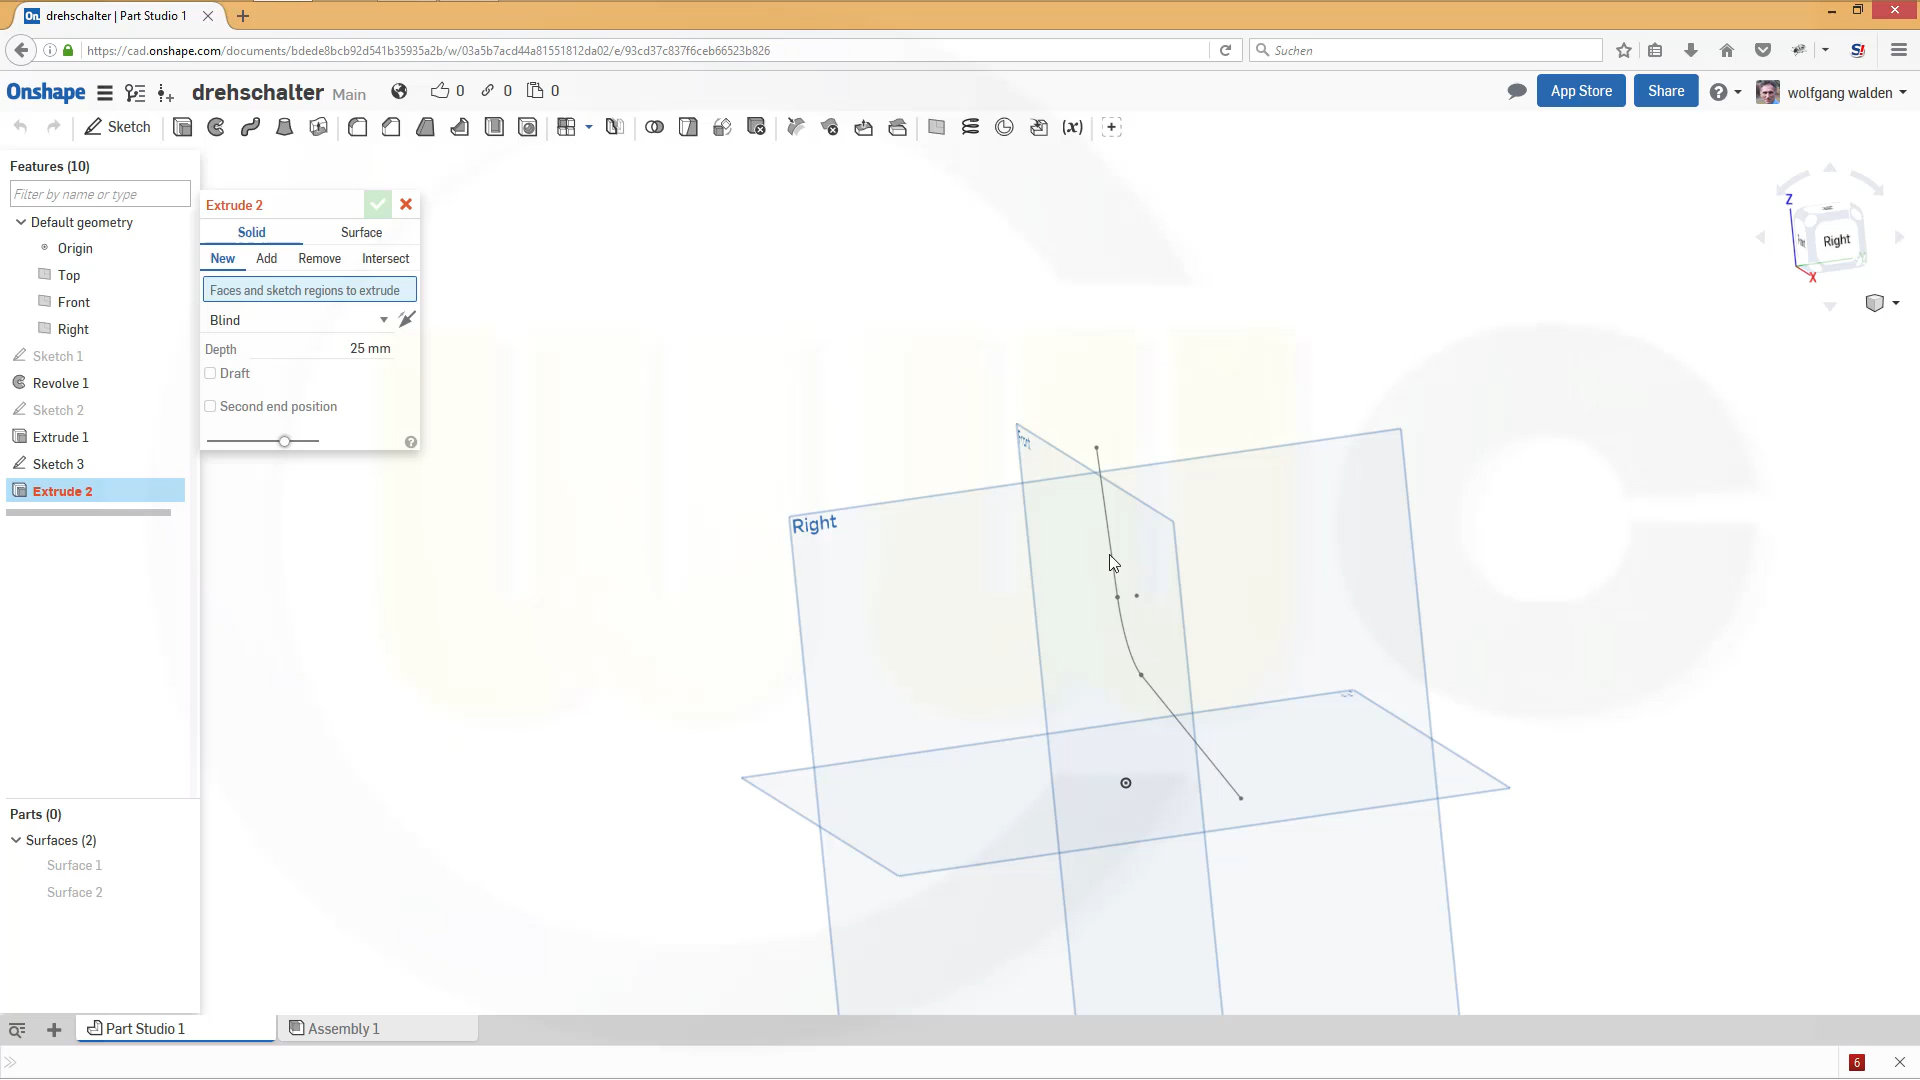 drehschalter | Part Studio 1
https://cad.onshape.com/documents/bdede8bcb92d541b35935a2b/w/03a5b7acd44a81551812da02/e/93cd37c837f6ceb66523b826
Suchen
Onshape
drehschalter Main
0
0
0
App Store
Share
wolfgang walden
Sketch
Features (10)
Filter by name or type
Default geometry
Origin
Top
Front
Right
Sketch 1
Revolve 1
Sketch 2
Extrude 1
Sketch 3
Extrude 2
Extrude 2
Solid
Surface
New
Add
Remove
Intersect
Faces and sketch regions to extrude
Blind
Depth
25 mm
Draft
Second end position
Front
Right
Z
Right
X
Parts (0)
Surfaces (2)
Surface 1
Surface 2
Part Studio 1
Assembly 1
6